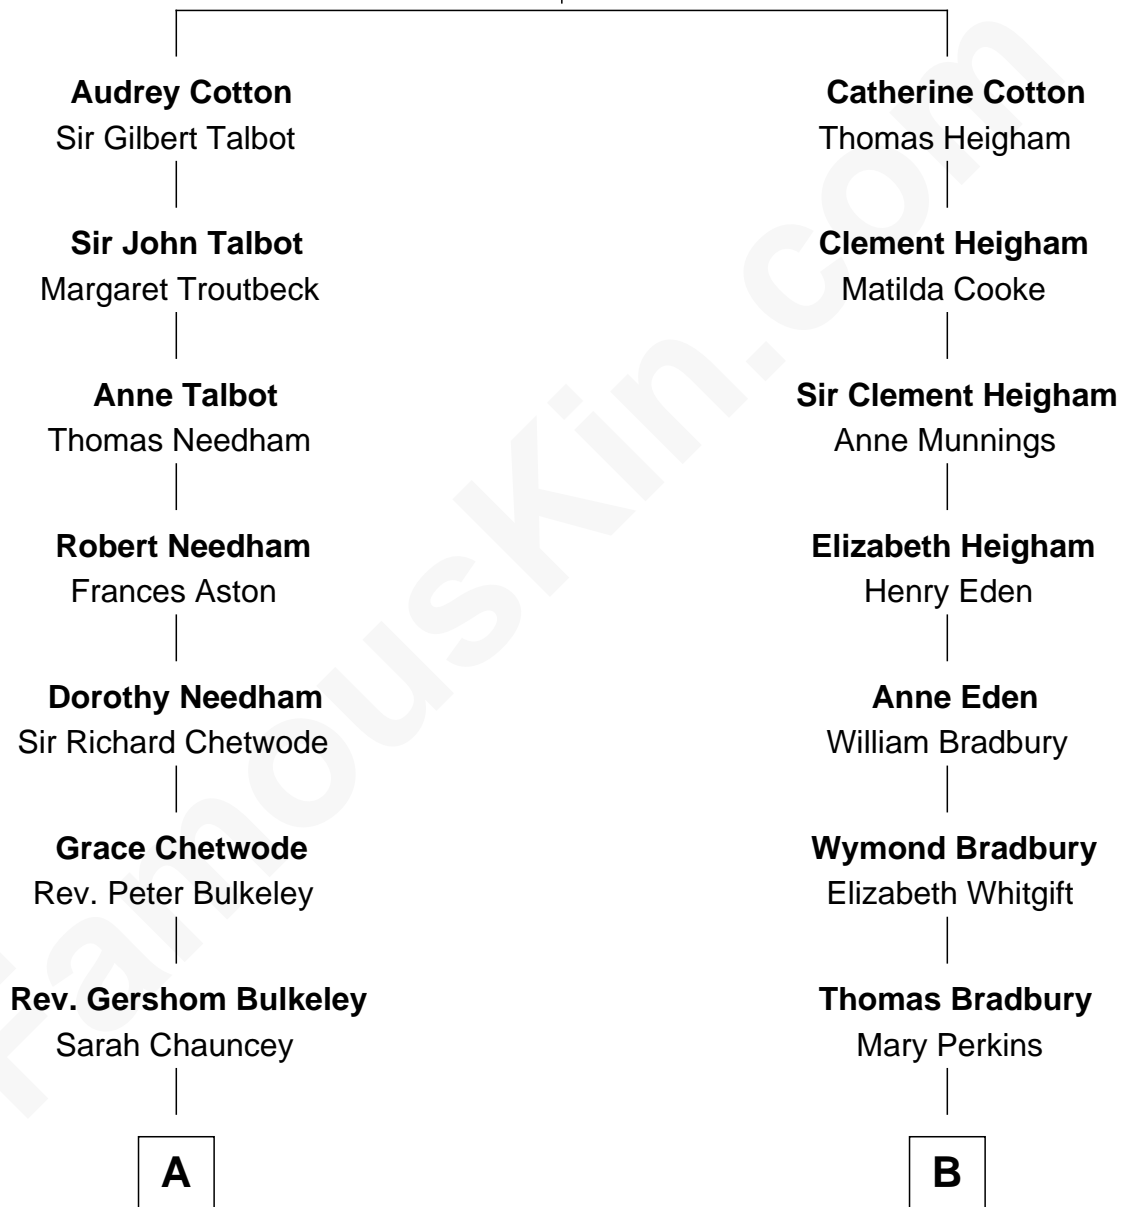 Audrey Cotton
Sir Gilbert Talbot
Sir John Talbot
Margaret Troutbeck
Anne Talbot
Thomas Needham
Robert Needham
Frances Aston
Dorothy Needham
Sir Richard Chetwode
Grace Chetwode
Rev. Peter Bulkeley
Rev. Gershom Bulkeley
Sarah Chauncey
A
Catherine Cotton
Thomas Heigham
Clement Heigham
Matilda Cooke
Sir Clement Heigham
Anne Munnings
Elizabeth Heigham
Henry Eden
Anne Eden
William Bradbury
Wymond Bradbury
Elizabeth Whitgift
Thomas Bradbury
Mary Perkins
B
FamousKin.com